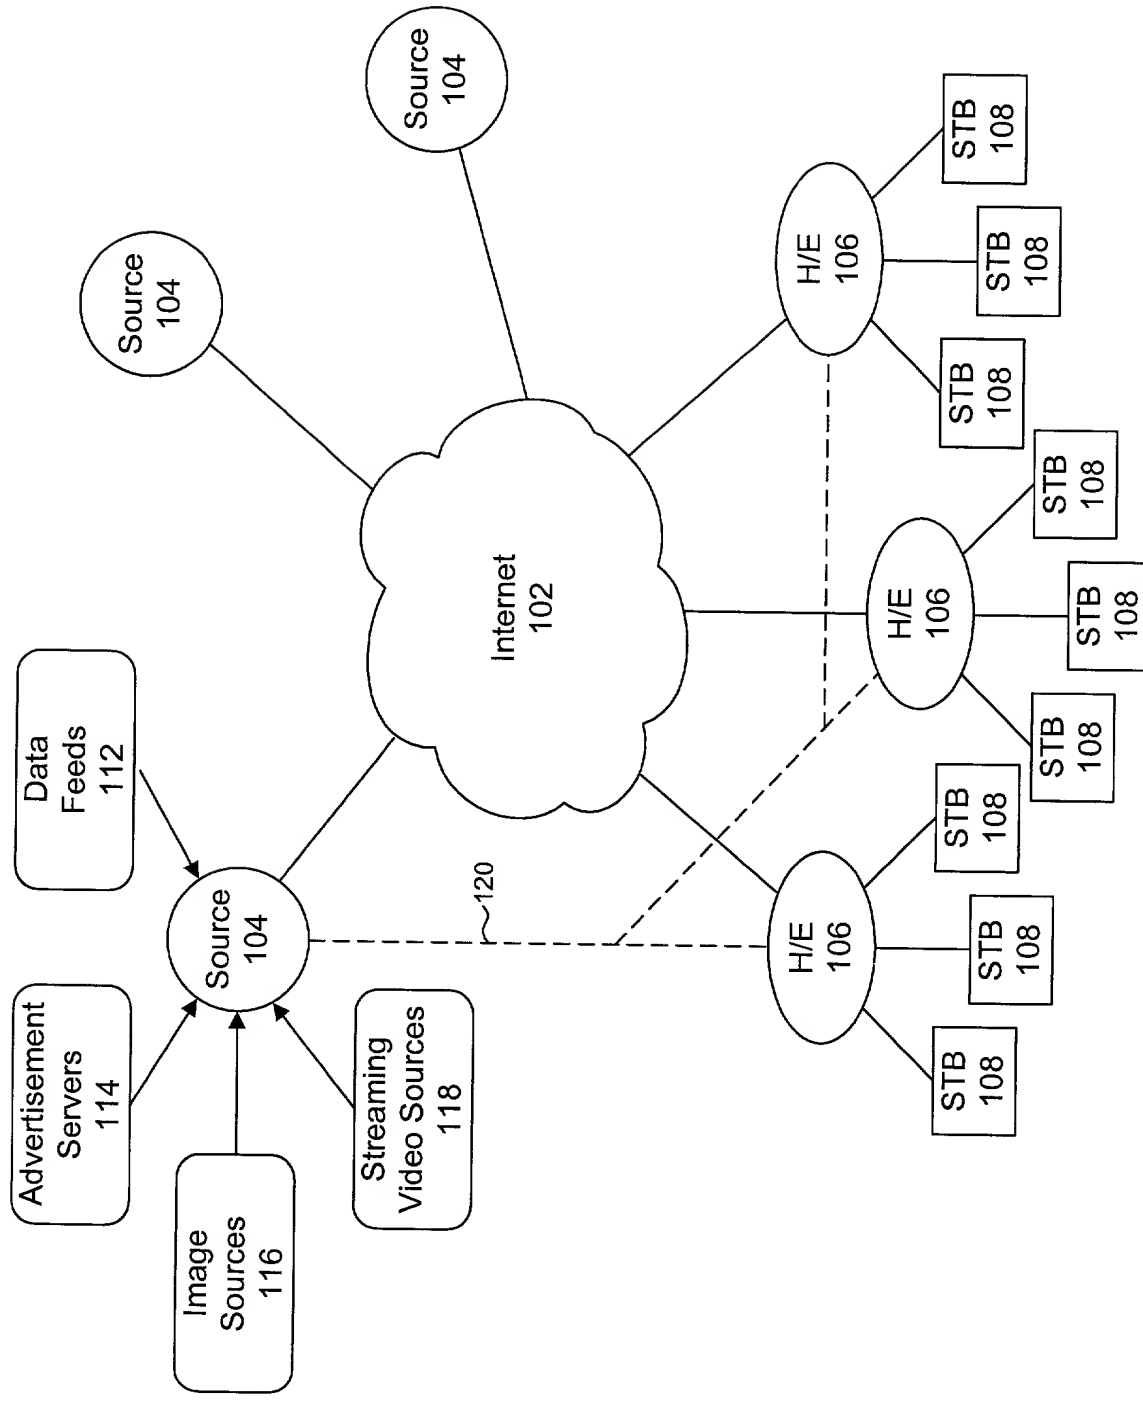 Advertisement
Servers
114
Data
Feeds
112
Source
104
Image
Sources
116
Source
104
Streaming
Video Sources
118
Source
104
120
Internet
102
H/E
106
H/E
106
H/E
106
STB
108
STB
108
STB
108
STB
108
STB
108
STB
108
STB
108
STB
108
STB
108